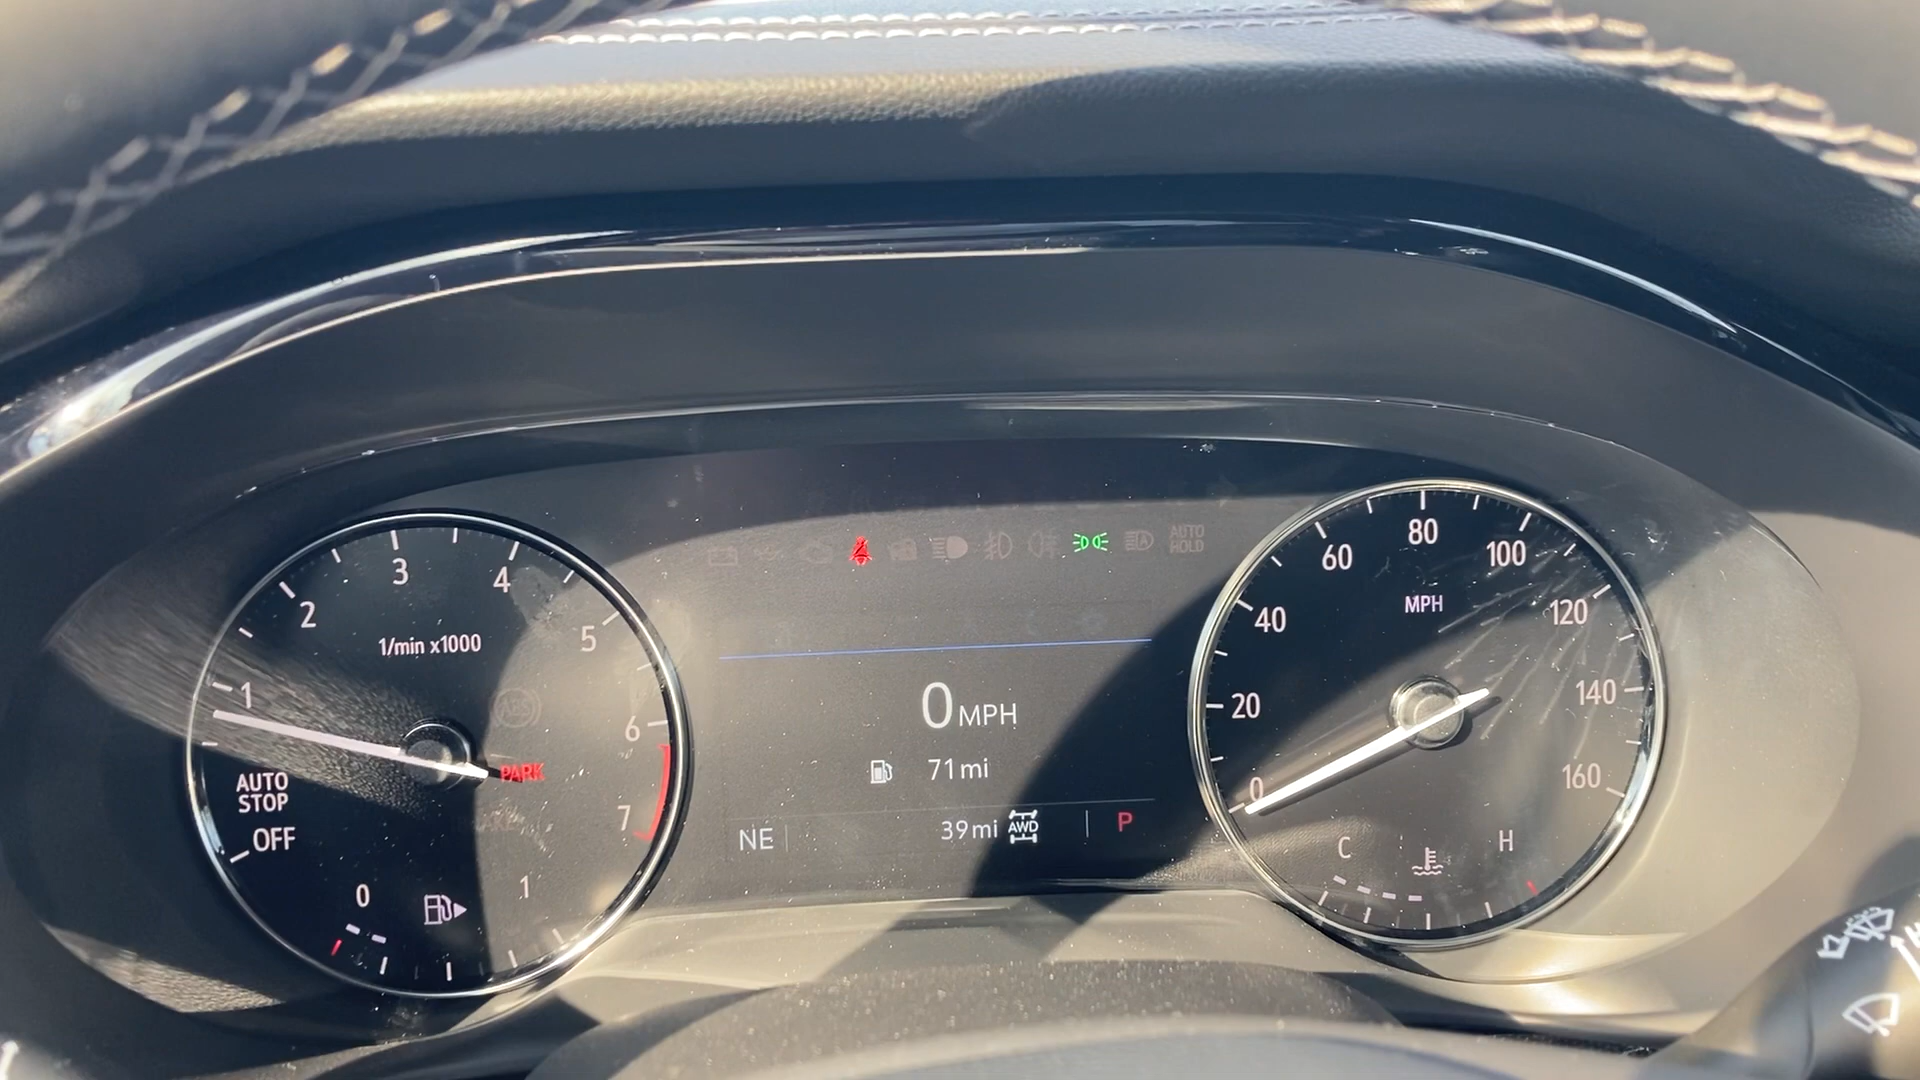 1
2
3
4
5
6
7
1/min x1000
AUTO
STOP
OFF
PARK
0
1
AUTO
HOLD
0 MPH
71 mi
NE
39 mi
AWD
P
0
20
40
60
80
100
120
140
160
MPH
C
H